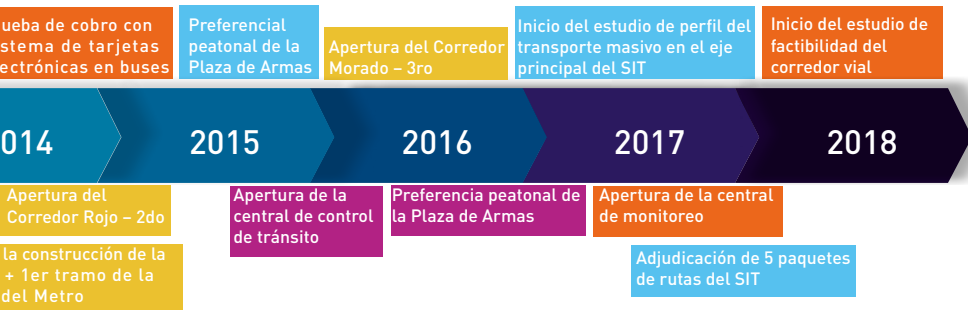 ueba de cobro con
stema de tarjetas
ectrónicas en buses
Preferencial
peatonal de la
Plaza de Armas
Apertura del Corredor
Morado – 3ro
Inicio del estudio de perfil del
transporte masivo en el eje
principal del SIT
Inicio del estudio de
factibilidad del
corredor vial
014
2015
2016
2017
2018
Apertura del
Corredor Rojo – 2do
la construcción de la
+ 1er tramo de la
del Metro
Apertura de la
central de control
de tránsito
Preferencia peatonal de
la Plaza de Armas
Apertura de la central
de monitoreo
Adjudicación de 5 paquetes
de rutas del SIT